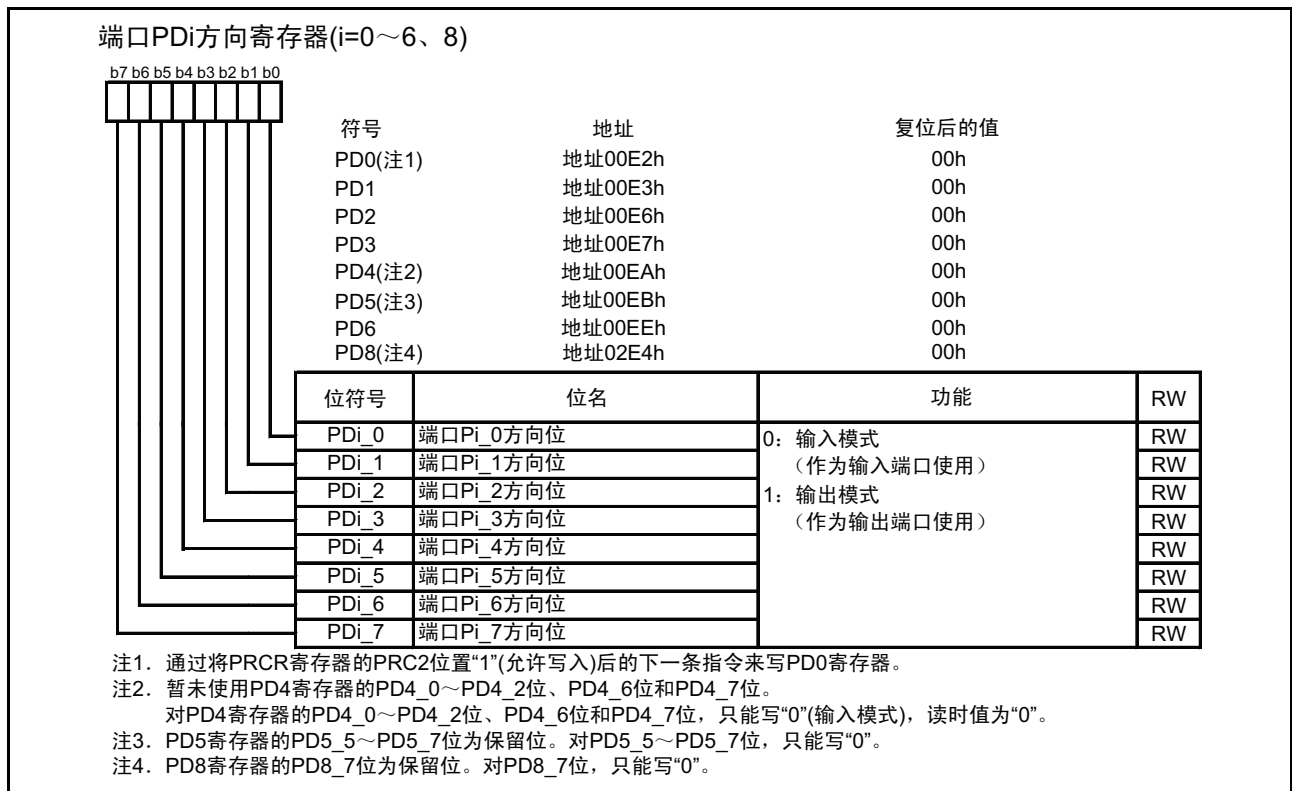 端口PDi方向寄存器(i=0～6、8)
b7 b6 b5 b4 b3 b2 b1 b0
符号 地址 复位后的值
PD0(注1) 地址00E2h 00h
PD1 地址00E3h 00h
PD2 地址00E6h 00h
PD3 地址00E7h 00h
PD4(注2) 地址00EAh 00h
PD5(注3) 地址00EBh 00h
PD6 地址00EEh 00h
PD8(注4) 地址02E4h 00h
位符号 位名 功能 RW
PDi_0 端口Pi_0方向位 0：输入模式 RW
PDi_1 端口Pi_1方向位 （作为输入端口使用） RW
PDi_2 端口Pi_2方向位 1：输出模式 RW
PDi_3 端口Pi_3方向位 （作为输出端口使用） RW
PDi_4 端口Pi_4方向位 RW
PDi_5 端口Pi_5方向位 RW
PDi_6 端口Pi_6方向位 RW
PDi_7 端口Pi_7方向位 RW
注1．通过将PRCR寄存器的PRC2位置“1”(允许写入)后的下一条指令来写PD0寄存器。
注2．暂未使用PD4寄存器的PD4_0～PD4_2位、PD4_6位和PD4_7位。
对PD4寄存器的PD4_0～PD4_2位、PD4_6位和PD4_7位，只能写“0”(输入模式)，读时值为“0”。
注3．PD5寄存器的PD5_5～PD5_7位为保留位。对PD5_5～PD5_7位，只能写“0”。
注4．PD8寄存器的PD8_7位为保留位。对PD8_7位，只能写“0”。